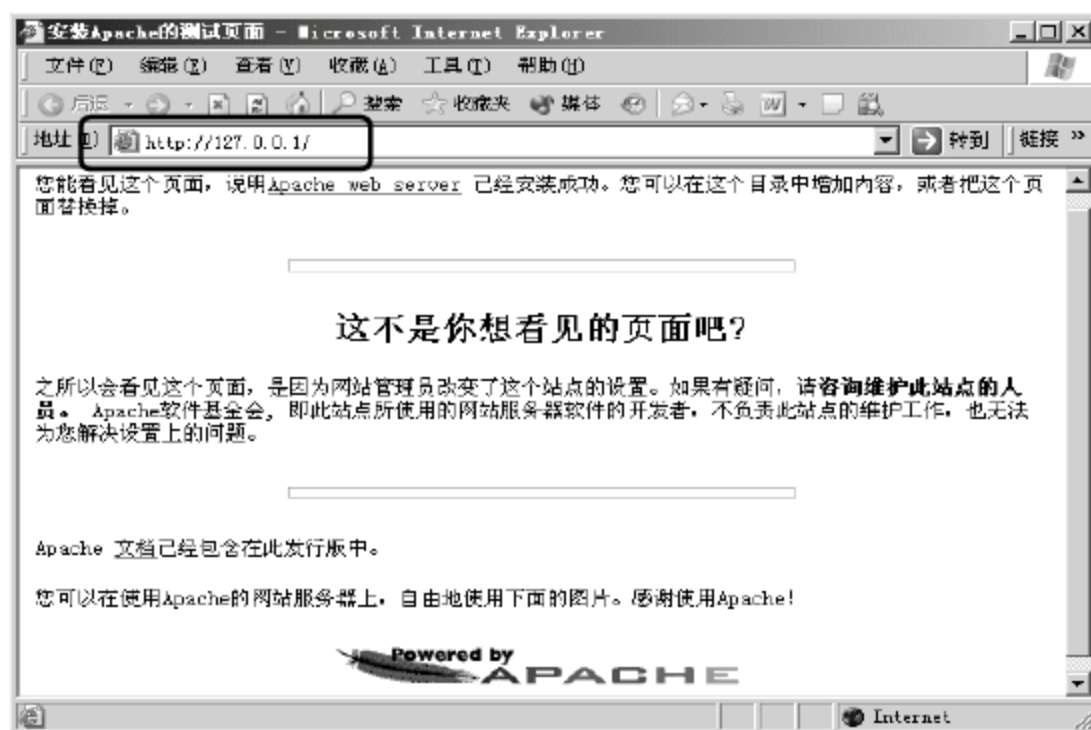 安装Apache的测试页面 - Microsoft Internet Explorer
文件(F) 编辑(E) 查看(V) 收藏(A) 工具(T) 帮助(H)
后退 搜索 收藏夹 媒体
地址(D) http://127.0.0.1/ 转到 链接 »
您能看见这个页面，说明Apache web server 已经安装成功。您可以在这个目录中增加内容，或者把这个页
面替换掉。
这不是你想看见的页面吧?
之所以会看见这个页面，是因为网站管理员改变了这个站点的设置。如果有疑问，请咨询维护此站点的人
员。 Apache软件基金会, 即此站点所使用的网站服务器软件的开发者，不负责此站点的维护工作，也无法
为您解决设置上的问题。
Apache 文档已经包含在此发行版中。
您可以在使用Apache的网站服务器上，自由地使用下面的图片。感谢使用Apache!
Powered by
APACHE
Internet